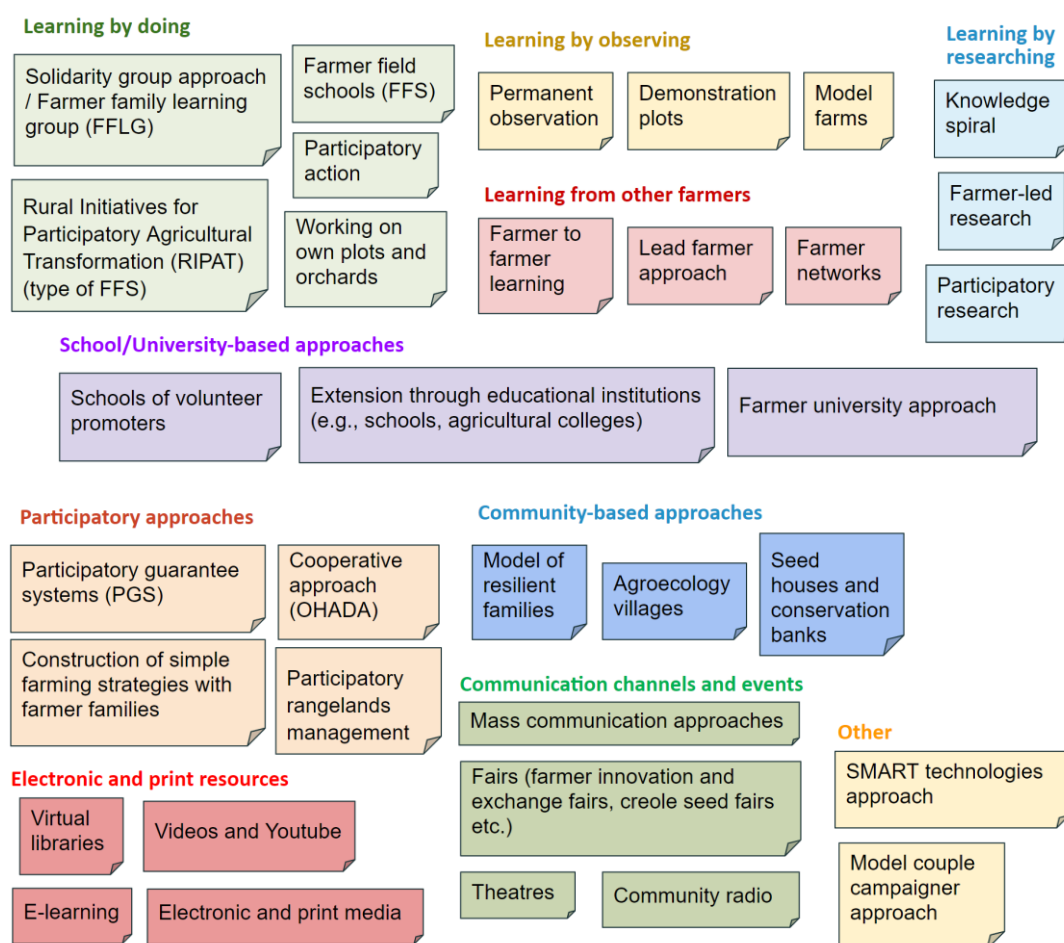 Learning by doing
Solidarity group approach
/ Farmer family learning
group (FFLG)
Farmer field
schools (FFS)
Participatory
action
Rural Initiatives for
Participatory Agricultural
Transformation (RIPAT)
(type of FFS)
Working on
own plots and
orchards
Learning by observing
Permanent
observation
Demonstration
plots
Model
farms
Learning from other farmers
Farmer to
farmer
learning
Lead farmer
approach
Farmer
networks
Learning by
researching
Knowledge
spiral
Farmer-led
research
Participatory
research
School/University-based approaches
Schools of volunteer
promoters
Extension through educational institutions
(e.g., schools, agricultural colleges)
Farmer university approach
Participatory approaches
Participatory guarantee
systems (PGS)
Cooperative
approach
(OHADA)
Construction of simple
farming strategies with
farmer families
Participatory
rangelands
management
Community-based approaches
Model of
resilient
families
Agroecology
villages
Seed
houses and
conservation
banks
Communication channels and events
Mass communication approaches
Fairs (farmer innovation and
exchange fairs, creole seed fairs
etc.)
Theatres
Community radio
Other
SMART technologies
approach
Model couple
campaigner
approach
Electronic and print resources
Virtual
libraries
Videos and Youtube
E-learning
Electronic and print media